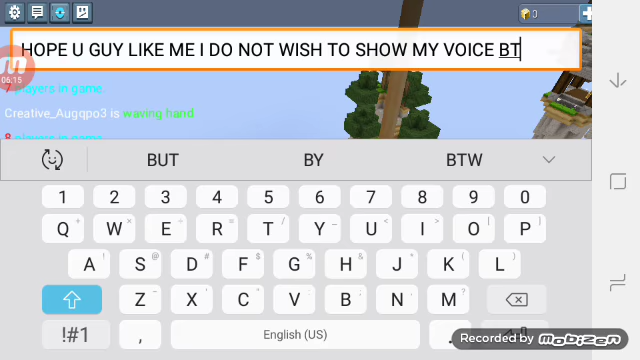 0
HOPE U GUY LIKE ME I DO NOT WISH TO SHOW MY VOICE BT
06:15
7 players in game.
Creative_Augqpo3 is waving hand
8 players in game.
BUT BY BTW
1 2 3 4 5 6 7 8 9 0
Q + W × E ÷ R = T / Y _ U < I > O [ P ]
A ! S @ D # F $ G % H & J * K ( L )
Z - X ' C " V : B ; N , M ?
!#1 , English (US) .
Recorded by MOBIZEN